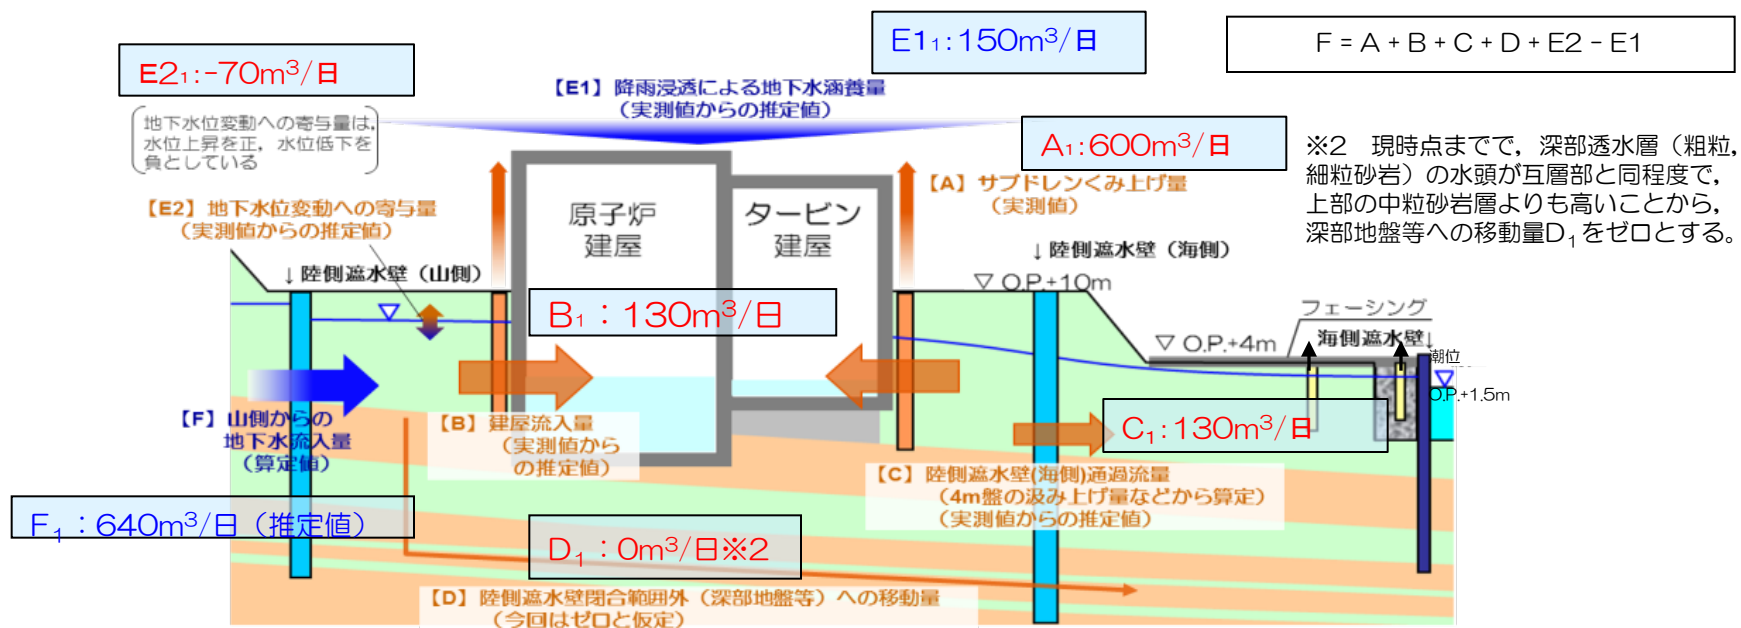 E1₁:150m³/日
F = A + B + C + D + E2 - E1
E2₁:-70m³/日
【E1】降雨浸透による地下水涵養量
（実測値からの推定値）
地下水位変動への寄与量は,
水位上昇を正，水位低下を
負としている
A₁:600m³/日
※2　現時点までで，深部透水層（粗粒,
細粒砂岩）の水頭が互層部と同程度で,
上部の中粒砂岩層よりも高いことから,
深部地盤等への移動量D₁をゼロとする。
【A】サブドレンくみ上げ量
（実測値）
【E2】地下水位変動への寄与量
（実測値からの推定値）
原子炉
建屋
タービン
建屋
↓陸側遮水壁（山側）
↓陸側遮水壁（海側）
▽ O.P.+10m
B₁：130m³/日
フェーシング
▽ O.P.+4m
海側遮水壁↓
潮位
O.P.+1.5m
【F】山側からの
地下水流入量
（算定値）
【B】建屋流入量
（実測値から
の推定値）
C₁:130m³/日
【C】陸側遮水壁(海側)通過流量
（4m盤の汲み上げ量などから算定）
（実測値からの推定値）
F₁：640m³/日（推定値）
D₁：0m³/日※2
【D】陸側遮水壁閉合範囲外（深部地盤等）への移動量
（今回はゼロと仮定）